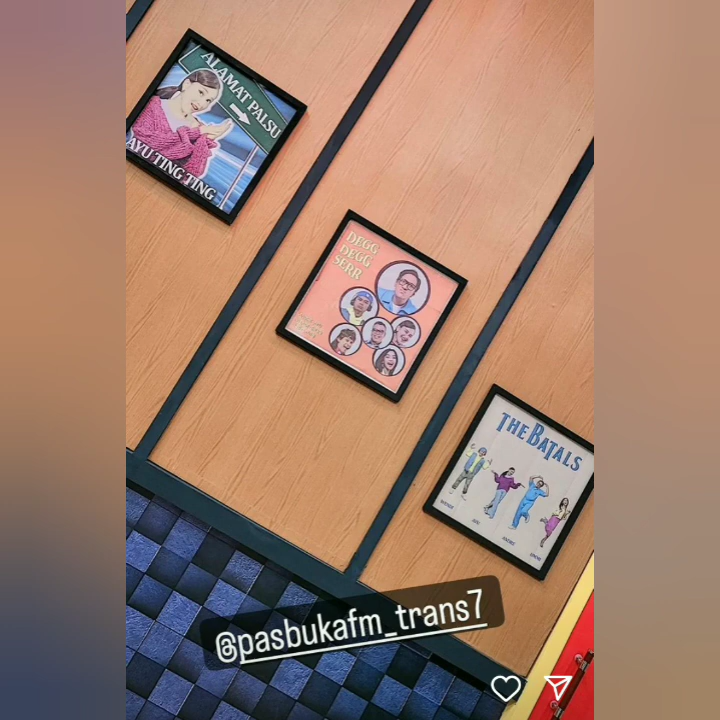 ALAMAT PALSU
AYU TING TING
DEGG
DEGG
SERR
THE BATALS
@pasbukafm_trans7